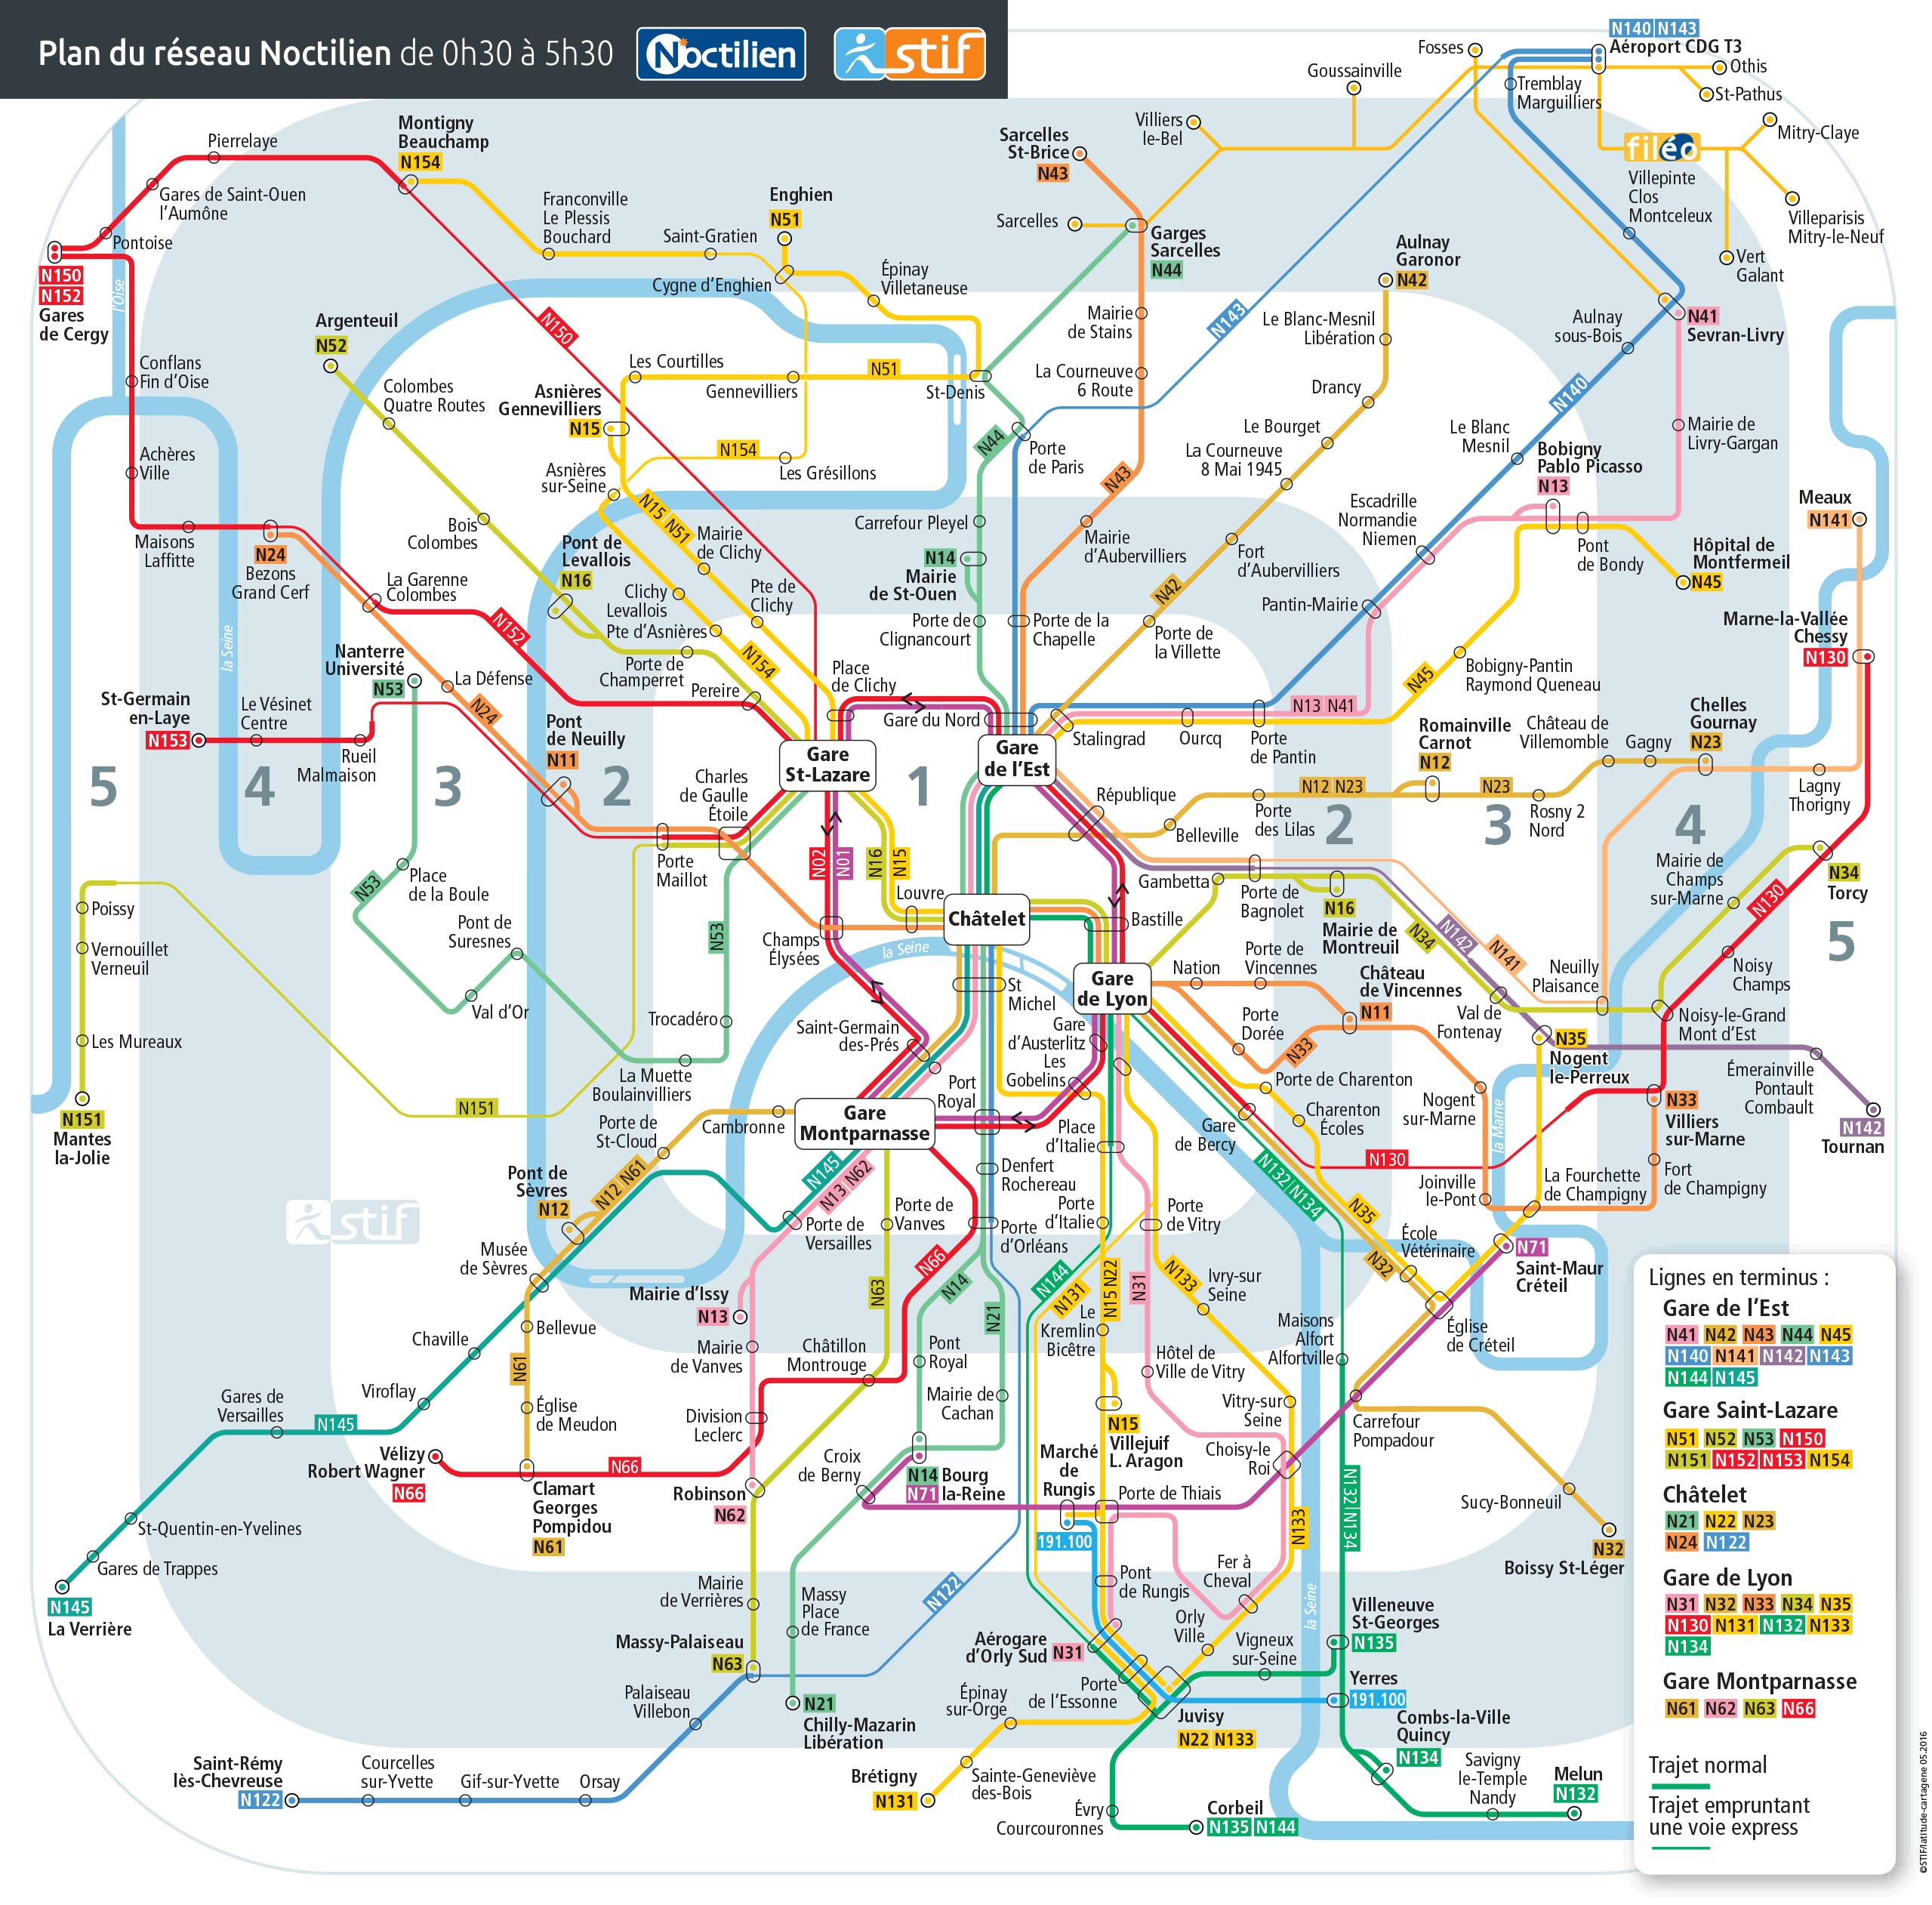 Plan du réseau Noctilien de 0h30 à 5h30
Noctilien
stif
N140 N143
Aéroport CDG T3
Fosses
Othis
Goussainville
Tremblay
Marguilliers
St-Pathus
Mitry-Claye
filéo
Villiers
le-Bel
Sarcelles
St-Brice
N43
Montigny
Beauchamp
N154
Pierrelaye
Gares de Saint-Ouen
l'Aumône
Pontoise
N150
N152
Gares
de Cergy
l'Oise
Franconville
Le Plessis
Bouchard
Saint-Gratien
Enghien
N51
Cygne d'Enghien
Épinay
Villetaneuse
Sarcelles
Garges
Sarcelles
N44
Aulnay
Garonor
N42
Villepinte
Clos
Montceleux
Villeparisis
Mitry-le-Neuf
Vert
Galant
Mairie
de Stains
N143
Le Blanc-Mesnil
Libération
Aulnay
sous-Bois
N41
Sevran-Livry
Argenteuil
N52
N150
Conflans
Fin d'Oise
Colombes
Quatre Routes
Les Courtilles
Gennevilliers
N51
St-Denis
La Courneuve
6 Route
Drancy
N140
Asnières
Gennevilliers
N15
N44
Porte
de Paris
Le Bourget
La Courneuve
8 Mai 1945
Le Blanc
Mesnil
Bobigny
Pablo Picasso
N13
Mairie de
Livry-Gargan
Achères
Ville
Asnières
sur-Seine
N154
Les Grésillons
N43
Meaux
N141
Maisons
Laffitte
N24
Bezons
Grand Cerf
Bois
Colombes
N15 N51
Mairie
de Clichy
Carrefour Pleyel
Mairie
d'Aubervilliers
Fort
d'Aubervilliers
Escadrille
Normandie
Niemen
Pont
de Bondy
Hôpital de
Montfermeil
N45
La Garenne
Colombes
Pont de
Levallois
N16
Clichy
Levallois
Pte de
Clichy
N14
Mairie
de St-Ouen
N42
Pantin-Mairie
la Seine
N152
Pte d'Asnières
Porte de
Clignancourt
Porte de la
Chapelle
Porte de
la Villette
Marne-la-Vallée
Chessy
N130
Nanterre
Université
N53
La Défense
Porte de
Champerret
N154
Place
de Clichy
N45
Bobigny-Pantin
Raymond Queneau
St-Germain
en-Laye
N153
Le Vésinet
Centre
Rueil
Malmaison
N24
Pont
de Neuilly
N11
Pereire
Gare du Nord
Stalingrad
Ourcq
Porte
de Pantin
N13 N41
Romainville
Carnot
N12
Château de
Villemomble
Gagny
Chelles
Gournay
N23
Gare
St-Lazare
Gare
de l'Est
5
4
3
2
1
Charles
de Gaulle
Étoile
République
Belleville
N12 N23
Porte
des Lilas
2
N23
3
Rosny 2
Nord
4
Lagny
Thorigny
Porte
Maillot
N02
N01
N16
N15
Louvre
Châtelet
Gambetta
Porte de
Bagnolet
N16
Mairie de
Montreuil
Mairie de
Champs
sur-Marne
N34
Torcy
N130
5
Place
de la Boule
N53
Pont de
Suresnes
Val d'Or
N53
Poissy
Vernouillet
Verneuil
Les Mureaux
Champs
Élysées
la Seine
Bastille
Gare
de Lyon
Nation
Porte de
Vincennes
Château
de Vincennes
N11
N34
N142
N141
Neuilly
Plaisance
Noisy
Champs
Val de
Fontenay
Noisy-le-Grand
Mont d'Est
Trocadéro
La Muette
Boulainvilliers
Saint-Germain
des-Prés
St
Michel
Gare
d'Austerlitz
Les
Gobelins
Porte
Dorée
N33
N35
Nogent
le-Perreux
Émerainville
Pontault
Combault
N142
Tournan
N151
Mantes
la-Jolie
N151
Porte de
St-Cloud
Cambronne
Gare
Montparnasse
Port
Royal
Place
d'Italie
Porte de Charenton
Charenton
Écoles
Gare
de Bercy
Nogent
sur-Marne
la Marne
N33
Villiers
sur-Marne
Pont de
Sèvres
N12
N12 N61
N145
N13 N62
Denfert
Rochereau
N130
Joinville
le-Pont
La Fourchette
de Champigny
Fort
de Champigny
stif
Musée
de Sèvres
Porte de
Versailles
Porte de
Vanves
N66
Porte
d'Orléans
Porte
d'Italie
Porte
de Vitry
N132 N134
N35
N32
École
Vétérinaire
N71
Saint-Maur
Créteil
Mairie d'Issy
N13
N63
N14
N21
N144
N131
N15 N22
N31
N133
Ivry-sur
Seine
Le
Kremlin
Bicêtre
Maisons
Alfort
Alfortville
Église
de Créteil
Chaville
Bellevue
N61
Mairie
de Vanves
Châtillon
Montrouge
Pont
Royal
Hôtel de
Ville de Vitry
Viroflay
Gares de
Versailles
N145
Église
de Meudon
Division
Leclerc
Mairie de
Cachan
N15
Villejuif
L. Aragon
Vitry-sur
Seine
Carrefour
Pompadour
Vélizy
Robert Wagner
N66
N66
Clamart
Georges
Pompidou
N61
Robinson
N62
Croix
de Berny
N14 Bourg
N71 la-Reine
Marché
de
Rungis
191.100
Porte de Thiais
Choisy-le
Roi
N133
N132 N134
Sucy-Bonneuil
N32
Boissy St-Léger
St-Quentin-en-Yvelines
Gares de Trappes
N145
La Verrière
Mairie
de Verrières
Massy
Place
de France
N122
Pont
de Rungis
Fer à
Cheval
la Seine
Villeneuve
St-Georges
N135
Massy-Palaiseau
N63
Aérogare
d'Orly Sud
N31
Orly
Ville
Vigneux
sur-Seine
Yerres
191.100
Palaiseau
Villebon
N21
Chilly-Mazarin
Libération
Épinay
sur-Orge
Porte
de l'Essonne
Juvisy
N22 N133
Combs-la-Ville
Quincy
N134
Saint-Rémy
lès-Chevreuse
N122
Courcelles
sur-Yvette
Gif-sur-Yvette
Orsay
Brétigny
N131
Sainte-Geneviève
des-Bois
Évry
Courcouronnes
Corbeil
N135 N144
Savigny
le-Temple
Nandy
Melun
N132
Lignes en terminus :
Gare de l'Est
N41 N42 N43 N44 N45
N140 N141 N142 N143
N144 N145
Gare Saint-Lazare
N51 N52 N53 N150
N151 N152 N153 N154
Châtelet
N21 N22 N23
N24 N122
Gare de Lyon
N31 N32 N33 N34 N35
N130 N131 N132 N133
N134
Gare Montparnasse
N61 N62 N63 N66
Trajet normal
Trajet empruntant
une voie express
©STIF/latitude-cartagene 05.2016